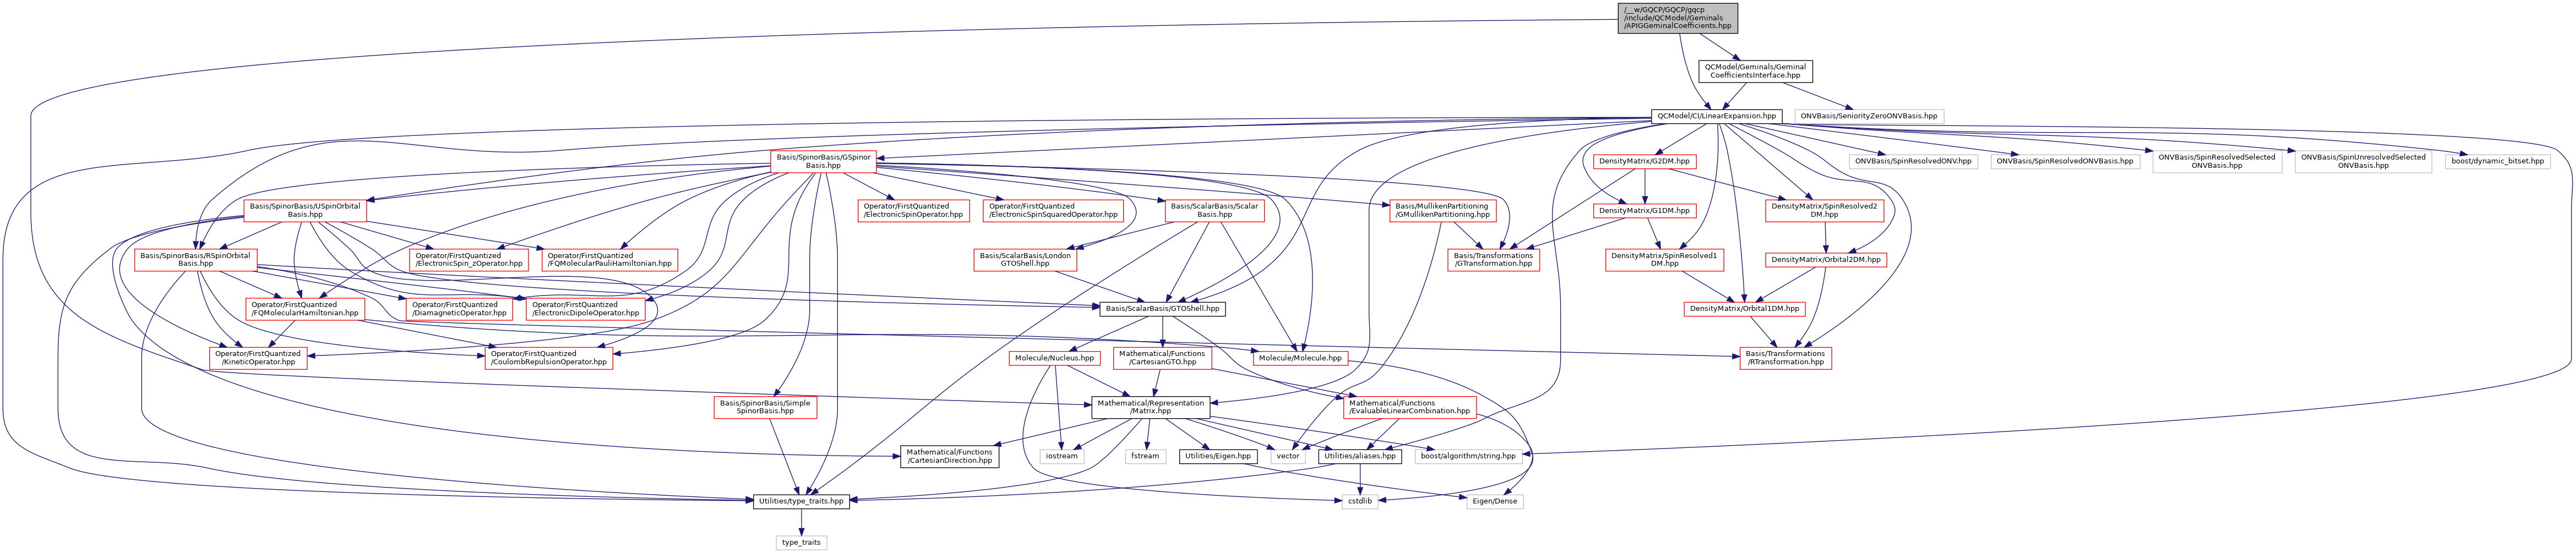 /__w/GQCP/GQCP/gqcp
/include/QCModel/Geminals
/APIGGeminalCoefficients.hpp
QCModel/Geminals/Geminal
CoefficientsInterface.hpp
QCModel/CI/LinearExpansion.hpp
ONVBasis/SeniorityZeroONVBasis.hpp
Basis/SpinorBasis/GSpinor
Basis.hpp
DensityMatrix/G2DM.hpp
ONVBasis/SpinResolvedONV.hpp
ONVBasis/SpinResolvedONVBasis.hpp
ONVBasis/SpinResolvedSelected
ONVBasis.hpp
ONVBasis/SpinUnresolvedSelected
ONVBasis.hpp
boost/dynamic_bitset.hpp
Basis/SpinorBasis/USpinOrbital
Basis.hpp
Operator/FirstQuantized
/ElectronicSpinOperator.hpp
Operator/FirstQuantized
/ElectronicSpinSquaredOperator.hpp
Basis/ScalarBasis/Scalar
Basis.hpp
Basis/MullikenPartitioning
/GMullikenPartitioning.hpp
DensityMatrix/G1DM.hpp
DensityMatrix/SpinResolved2
DM.hpp
Basis/SpinorBasis/RSpinOrbital
Basis.hpp
Operator/FirstQuantized
/ElectronicSpin_zOperator.hpp
Operator/FirstQuantized
/FQMolecularPauliHamiltonian.hpp
Basis/ScalarBasis/London
GTOShell.hpp
Basis/Transformations
/GTransformation.hpp
DensityMatrix/SpinResolved1
DM.hpp
DensityMatrix/Orbital2DM.hpp
Operator/FirstQuantized
/FQMolecularHamiltonian.hpp
Operator/FirstQuantized
/DiamagneticOperator.hpp
Operator/FirstQuantized
/ElectronicDipoleOperator.hpp
Basis/ScalarBasis/GTOShell.hpp
DensityMatrix/Orbital1DM.hpp
Operator/FirstQuantized
/KineticOperator.hpp
Operator/FirstQuantized
/CoulombRepulsionOperator.hpp
Molecule/Nucleus.hpp
Mathematical/Functions
/CartesianGTO.hpp
Molecule/Molecule.hpp
Basis/Transformations
/RTransformation.hpp
Basis/SpinorBasis/Simple
SpinorBasis.hpp
Mathematical/Representation
/Matrix.hpp
Mathematical/Functions
/EvaluableLinearCombination.hpp
Mathematical/Functions
/CartesianDirection.hpp
iostream
fstream
Utilities/Eigen.hpp
vector
Utilities/aliases.hpp
boost/algorithm/string.hpp
Utilities/type_traits.hpp
cstdlib
Eigen/Dense
type_traits